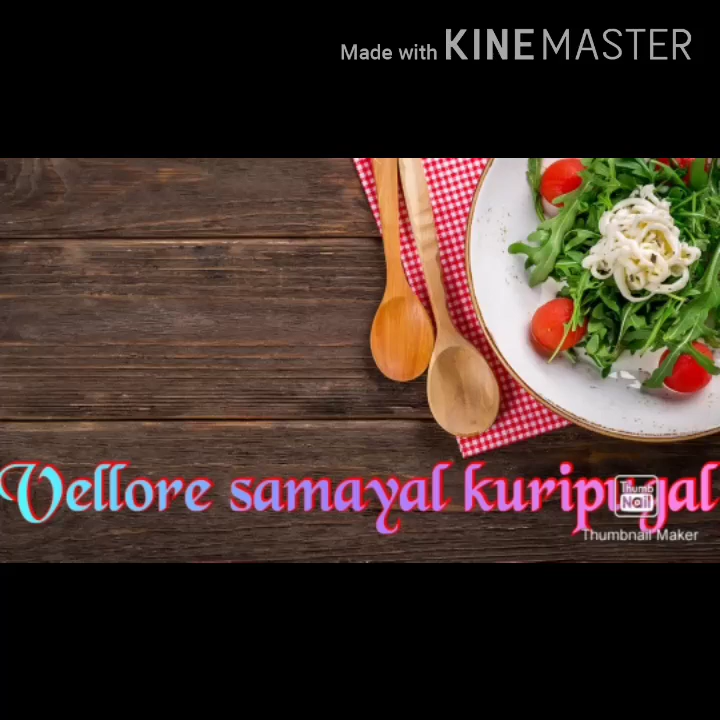 Made with KINEMASTER
Vellore samayal kuripugal
Thumb
Nail
Thumbnail Maker